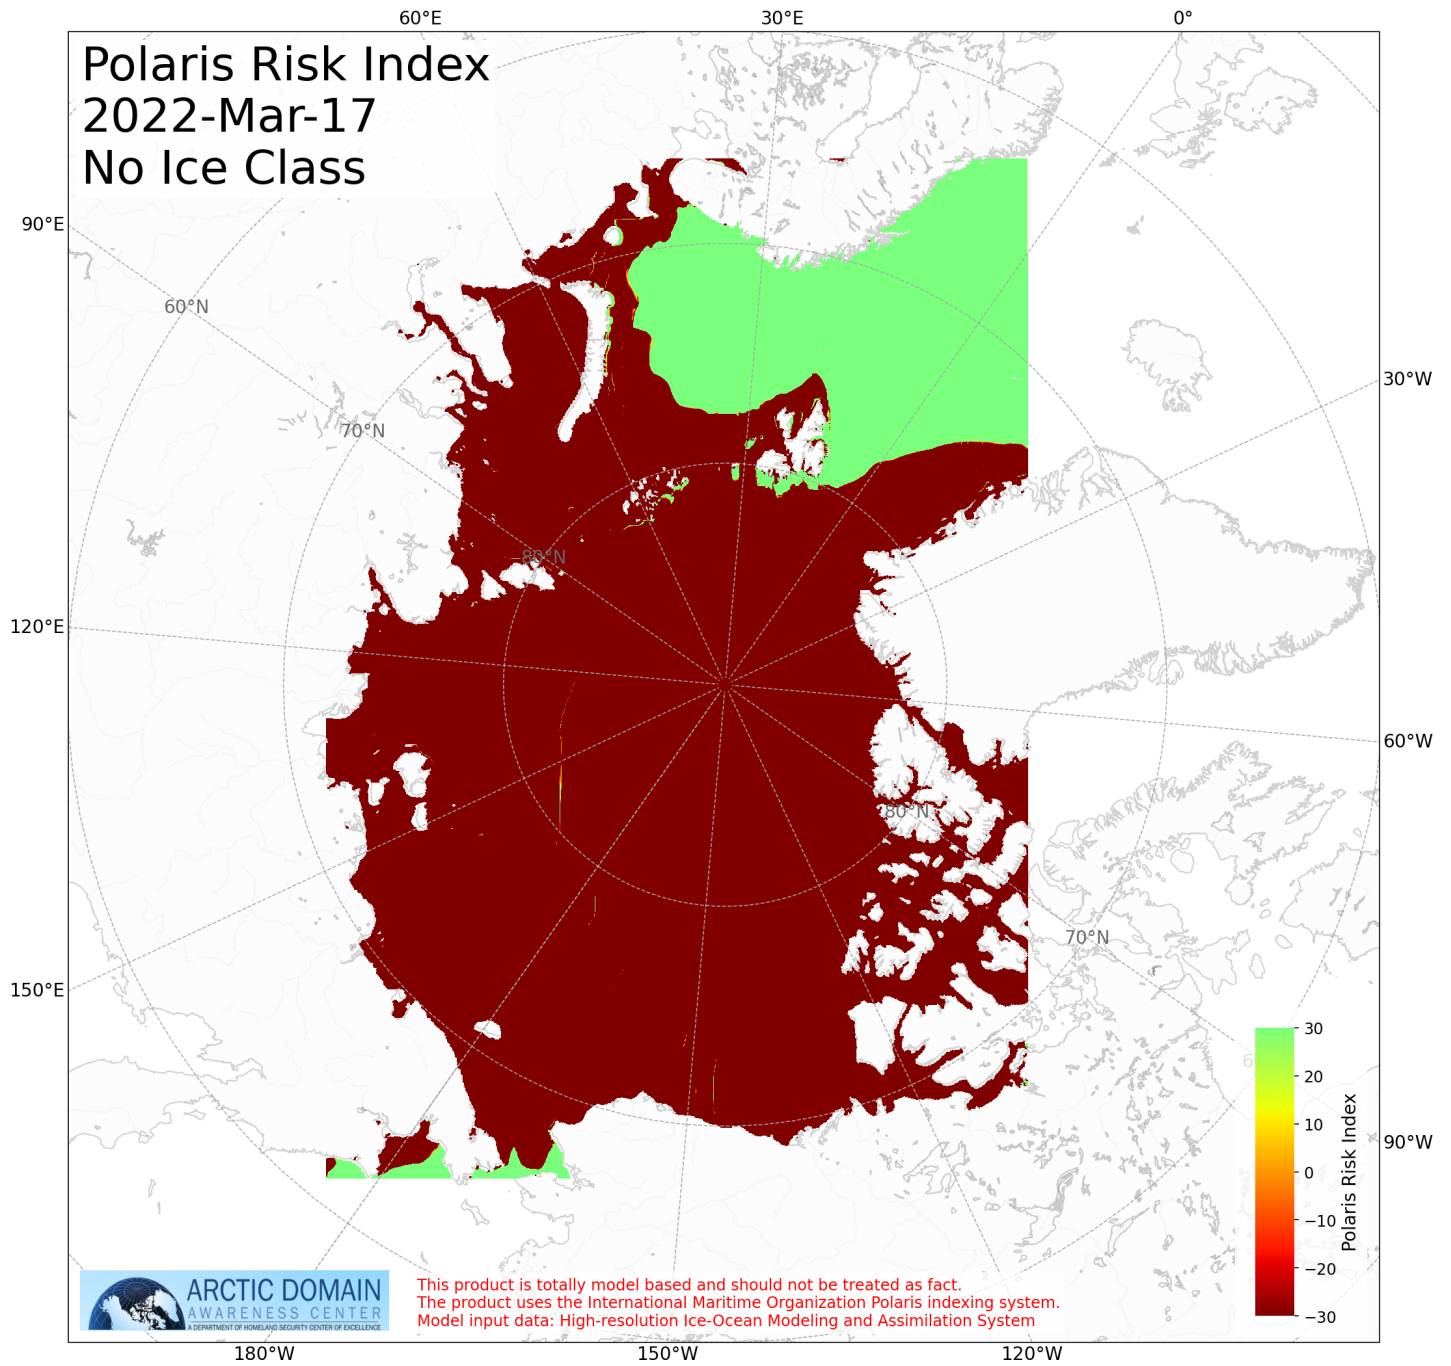 60°E
30°E
0°
Polaris Risk Index
2022-Mar-17
No Ice Class
90°E
60°N
30°W
70°N
80°N
120°E
60°W
80°N
70°N
150°E
30
20
10
0
−10
−20
−30
Polaris Risk Index
90°W
ARCTIC DOMAIN
AWARENESS CENTER
A DEPARTMENT OF HOMELAND SECURITY CENTER OF EXCELLENCE
This product is totally model based and should not be treated as fact.
The product uses the International Maritime Organization Polaris indexing system.
Model input data: High-resolution Ice-Ocean Modeling and Assimilation System
180°W
150°W
120°W